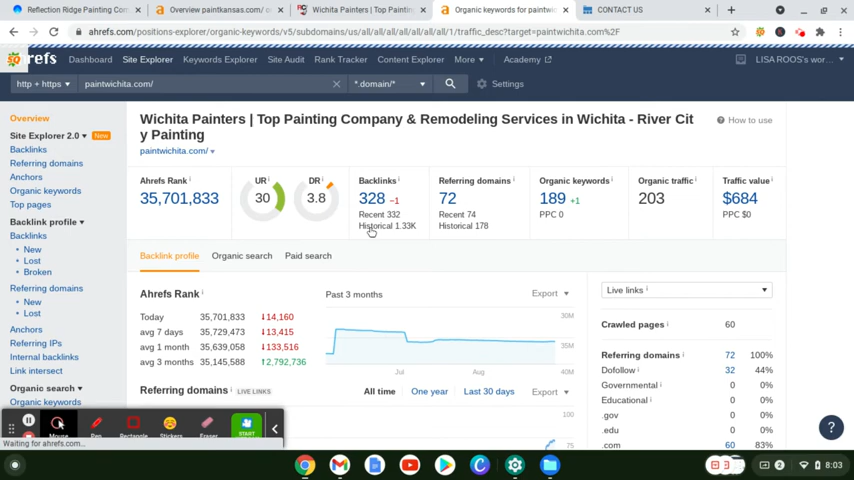 Reflection Ridge Painting Com
Overview paintkansas.com/ o
Wichita Painters | Top Painting
Organic keywords for paintwic
CONTACT US
ahrefs.com/positions-explorer/organic-keywords/v5/subdomains/us/all/all/all/all/all/all/all/1/traffic_desc?target=paintwichita.com%2F
Dashboard Site Explorer Keywords Explorer Site Audit Rank Tracker Content Explorer More Academy LISA ROOS's wor...
http + https paintwichita.com/ *.domain/* Settings
Overview
Site Explorer 2.0 New
Backlinks
Referring domains
Anchors
Organic keywords
Top pages
Backlink profile
Backlinks
New
Lost
Broken
Referring domains
New
Lost
Anchors
Referring IPs
Internal backlinks
Link intersect
Organic search
Organic keywords
Wichita Painters | Top Painting Company & Remodeling Services in Wichita - River Cit
y Painting
How to use
paintwichita.com/
Ahrefs Rank
35,701,833
UR
30
DR
3.8
Backlinks
328 −1
Recent 332
Historical 1.33K
Referring domains
72
Recent 74
Historical 178
Organic keywords
189 +1
PPC 0
Organic traffic
203
Traffic value
$684
PPC $0
Backlink profile Organic search Paid search
Ahrefs Rank
Past 3 months
Export
Today 35,701,833 ↓14,160
avg 7 days 35,729,473 ↓13,415
avg 1 month 35,639,058 ↓133,516
avg 3 months 35,145,588 ↑2,792,736
30M
35M
40M
Jul Aug
Referring domains LIVE LINKS
All time One year Last 30 days Export
100
75
Live links
Crawled pages 60
Referring domains 72 100%
Dofollow 32 44%
Governmental 0 0%
Educational 0 0%
.gov 0 0%
.edu 0 0%
.com 60 83%
Mouse Pen Rectangle Stickers Eraser START
Waiting for ahrefs.com...
2 8:03